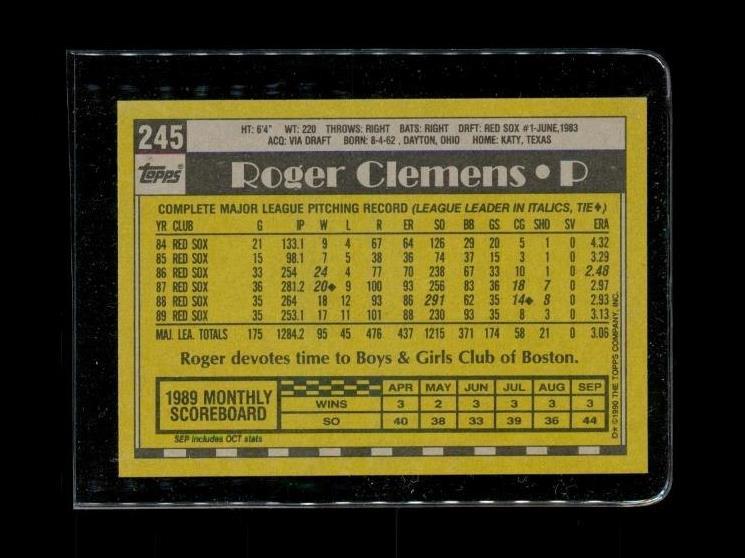 245
HT: 6'4" WT: 220 THROWS: RIGHT BATS: RIGHT DRFT: RED SOX #1-JUNE,1983
ACQ: VIA DRAFT BORN: 8-4-62, DAYTON, OHIO HOME: KATY, TEXAS
Topps® Roger Clemens • P
COMPLETE MAJOR LEAGUE PITCHING RECORD (LEAGUE LEADER IN ITALICS, TIE♦)
YR CLUB G IP W L R ER SO BB GS CG SHO SV ERA
84 RED SOX 21 133.1 9 4 67 64 126 29 20 5 1 0 4.32
85 RED SOX 15 98.1 7 5 38 36 74 37 15 3 1 0 3.29
86 RED SOX 33 254 24 4 77 70 238 67 33 10 1 0 2.48
87 RED SOX 36 281.2 20♦ 9 100 93 256 83 36 18 7 0 2.97
88 RED SOX 35 264 18 12 93 86 291 62 35 14♦ 8 0 2.93
89 RED SOX 35 253.1 17 11 101 88 230 93 35 8 3 0 3.13
MAJ. LEA. TOTALS 175 1284.2 95 45 476 437 1215 371 174 58 21 0 3.06
Roger devotes time to Boys & Girls Club of Boston.
1989 MONTHLY
SCOREBOARD
APR MAY JUN JUL AUG SEP
WINS 3 2 3 3 3 3
SO 40 38 33 39 36 44
SEP includes OCT stats
D* ©1990 THE TOPPS COMPANY, INC.